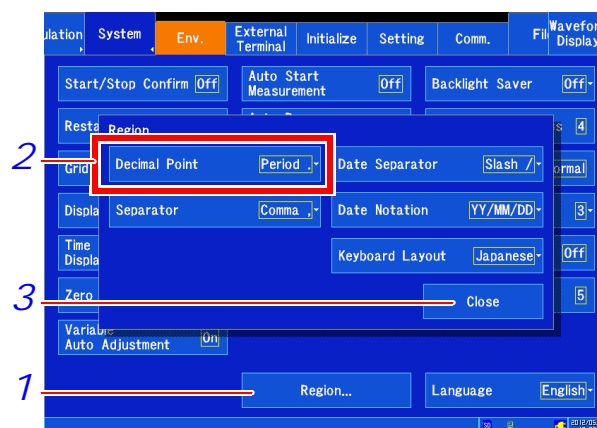 ulation System Env. External Terminal Initialize Setting Comm. Fil Wavefor Display
Start/Stop Confirm Off Auto Start Measurement Off Backlight Saver Off
Resta s 4
Region
2 Decimal Point Period . Date Separator Slash /
Grid ormal
Displa Separator Comma , Date Notation YY/MM/DD 3
Time Displa Keyboard Layout Japanese Off
3 Zero Close 5
Variable Auto Adjustment On
1 Region... Language English
SD 2012/05